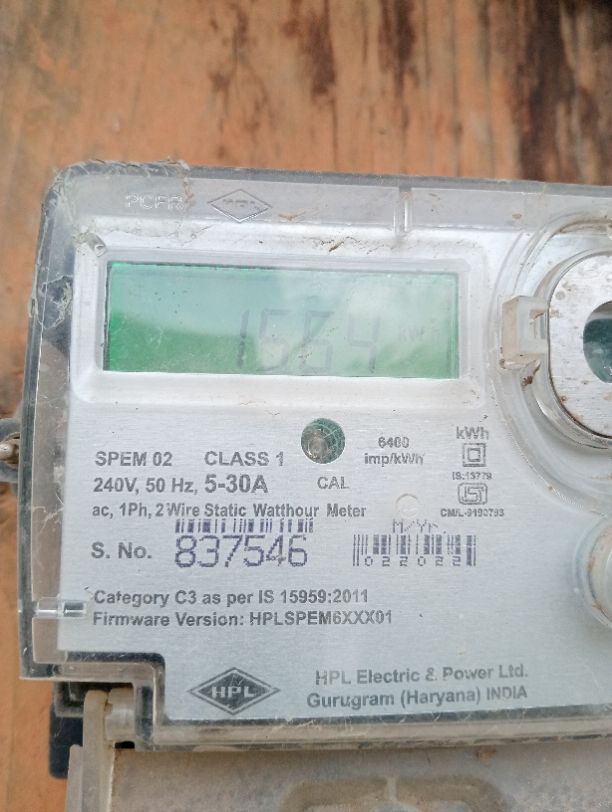 HPL
1564 kW
SPEM 02 CLASS 1
6400 imp/kWh
kWh
240V, 50 Hz, 5-30A
CAL
IS:13779
ac, 1Ph, 2 Wire Static Watthour Meter
M/Yr.
S. No. 837546
022022
Category C3 as per IS 15959:2011
Firmware Version: HPLSPEM6XXX01
HPL
HPL Electric & Power Ltd.
Gurugram (Haryana) INDIA